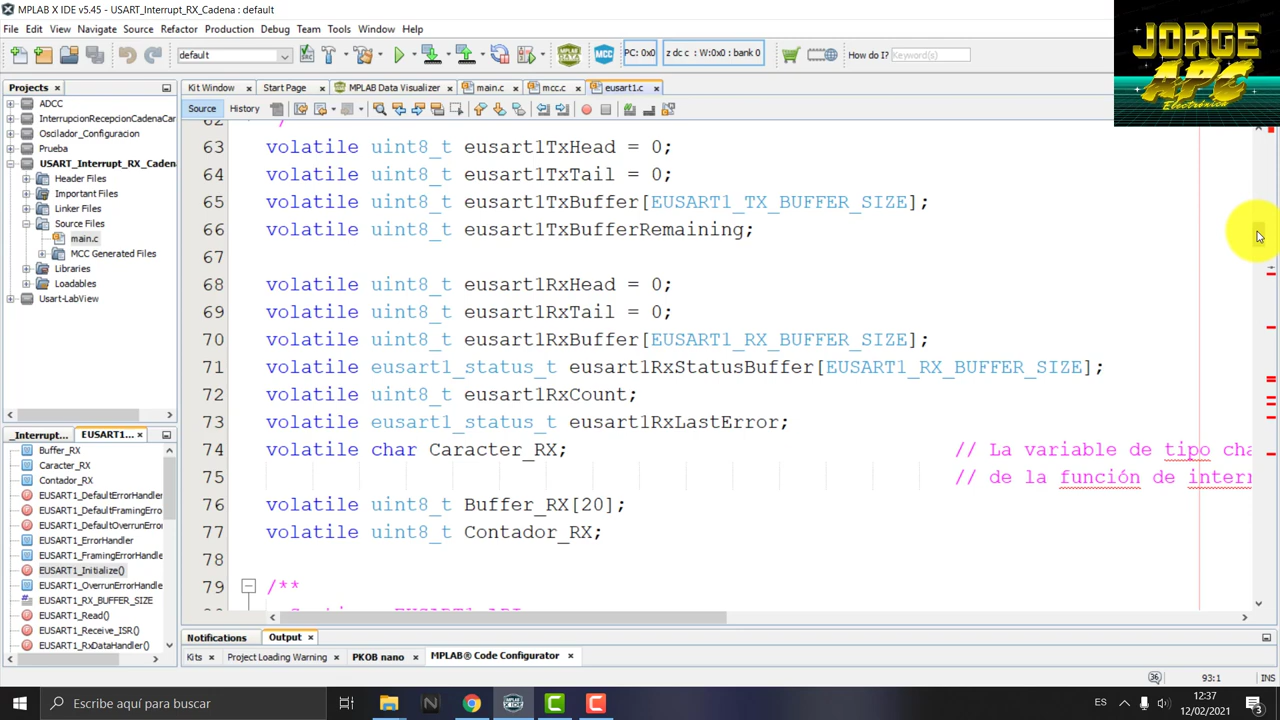 MPLAB X IDE v5.45 - USART_Interrupt_RX_Cadena : default
File Edit View Navigate Source Refactor Production Debug Team Tools Window Help
default
PC: 0x0
z dc c : W:0x0 : bank 0
How do I?
Keyword(s)
JORGE
APC
Electrónica
Projects
Kit Window
Start Page
MPLAB Data Visualizer
main.c
mcc.c
eusart1.c
Source
History
ADCC
InterrupcionRecepcionCadenaCar
Oscilador_Configuracion
Prueba
USART_Interrupt_RX_Cadena
Header Files
Important Files
Linker Files
Source Files
main.c
MCC Generated Files
Libraries
Loadables
Usart-LabView
62 */
63 volatile uint8_t eusart1TxHead = 0;
64 volatile uint8_t eusart1TxTail = 0;
65 volatile uint8_t eusart1TxBuffer[EUSART1_TX_BUFFER_SIZE];
66 volatile uint8_t eusart1TxBufferRemaining;
67
68 volatile uint8_t eusart1RxHead = 0;
69 volatile uint8_t eusart1RxTail = 0;
70 volatile uint8_t eusart1RxBuffer[EUSART1_RX_BUFFER_SIZE];
71 volatile eusart1_status_t eusart1RxStatusBuffer[EUSART1_RX_BUFFER_SIZE];
72 volatile uint8_t eusart1RxCount;
73 volatile eusart1_status_t eusart1RxLastError;
74 volatile char Caracter_RX; // La variable de tipo cha
75 // de la función de interr
76 volatile uint8_t Buffer_RX[20];
77 volatile uint8_t Contador_RX;
78
79 /**
_Interrupt...
EUSART1...
Buffer_RX
Caracter_RX
Contador_RX
EUSART1_DefaultErrorHandler
EUSART1_DefaultFramingErro
EUSART1_DefaultOverrunErro
EUSART1_ErrorHandler
EUSART1_FramingErrorHandle
EUSART1_Initialize()
EUSART1_OverrunErrorHandle
EUSART1_RX_BUFFER_SIZE
EUSART1_Read()
EUSART1_Receive_ISR()
EUSART1_RxDataHandler()
Notifications
Output
Kits
Project Loading Warning
PKOB nano
MPLAB® Code Configurator
36
93:1
INS
Escribe aquí para buscar
ES
12:37
12/02/2021
3